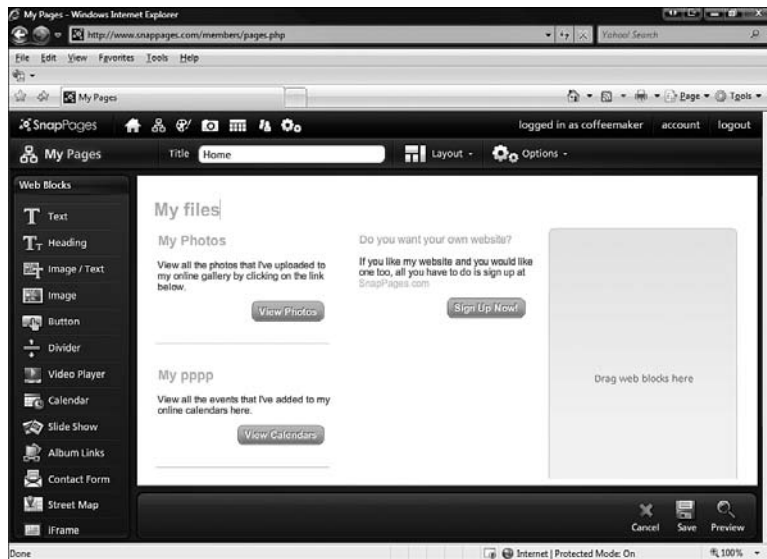 My Pages - Windows Internet Explorer
http://www.snappages.com/members/pages.php
Yahoo! Search
File Edit View Favorites Tools Help
My Pages
Page Tools
SnapPages
logged in as coffeemaker account logout
My Pages Title Home Layout Options
Web Blocks
Text
Heading
Image / Text
Image
Button
Divider
Video Player
Calendar
Slide Show
Album Links
Contact Form
Street Map
iFrame
My files
My Photos
View all the photos that I've uploaded to
my online gallery by clicking on the link
below.
View Photos
My pppp
View all the events that I've added to my
online calendars here.
View Calendars
Do you want your own website?
If you like my website and you would like
one too, all you have to do is sign up at
SnapPages.com
Sign Up Now!
Drag web blocks here
Cancel Save Preview
Done Internet | Protected Mode: On 100%